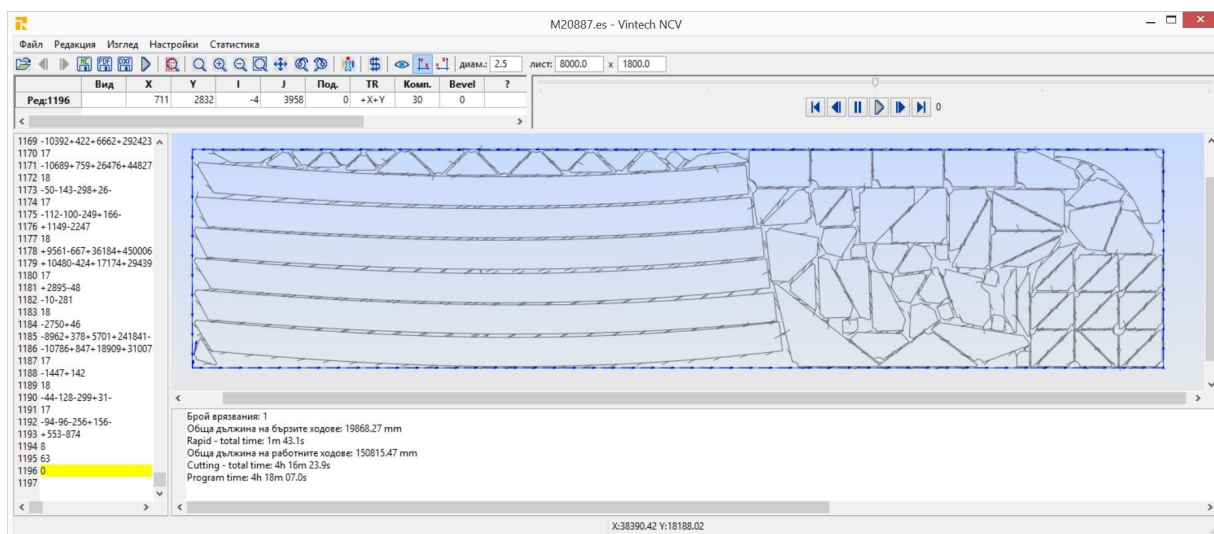 M20887.es - Vintech NCV
Файл Редакция Изглед Настройки Статистика
NC PDF DXF диам.: 2.5 лист: 8000.0 x 1800.0
Вид X Y I J Под. TR Комп. Bevel ?
Ред:1196 711 2832 -4 3958 0 +X+Y 30 0
0
1169 -10392+422+6662+292423
1170 17
1171 -10689+759+26476+44827
1172 18
1173 -50-143-298+26-
1174 17
1175 -112-100-249+166-
1176 +1149-2247
1177 18
1178 +9561-667+36184+450006
1179 +10480-424+17174+29439
1180 17
1181 +2895-48
1182 -10-281
1183 18
1184 -2750+46
1185 -8962+378+5701+241841-
1186 -10786+847+18909+31007
1187 17
1188 -1447+142
1189 18
1190 -44-128-299+31-
1191 17
1192 -94-96-256+156-
1193 +553-874
1194 8
1195 63
1196 0
1197
Брой врязвания: 1
Обща дължина на бързите ходове: 19868.27 mm
Rapid - total time: 1m 43.1s
Обща дължина на работните ходове: 150815.47 mm
Cutting - total time: 4h 16m 23.9s
Program time: 4h 18m 07.0s
X:38390.42 Y:18188.02